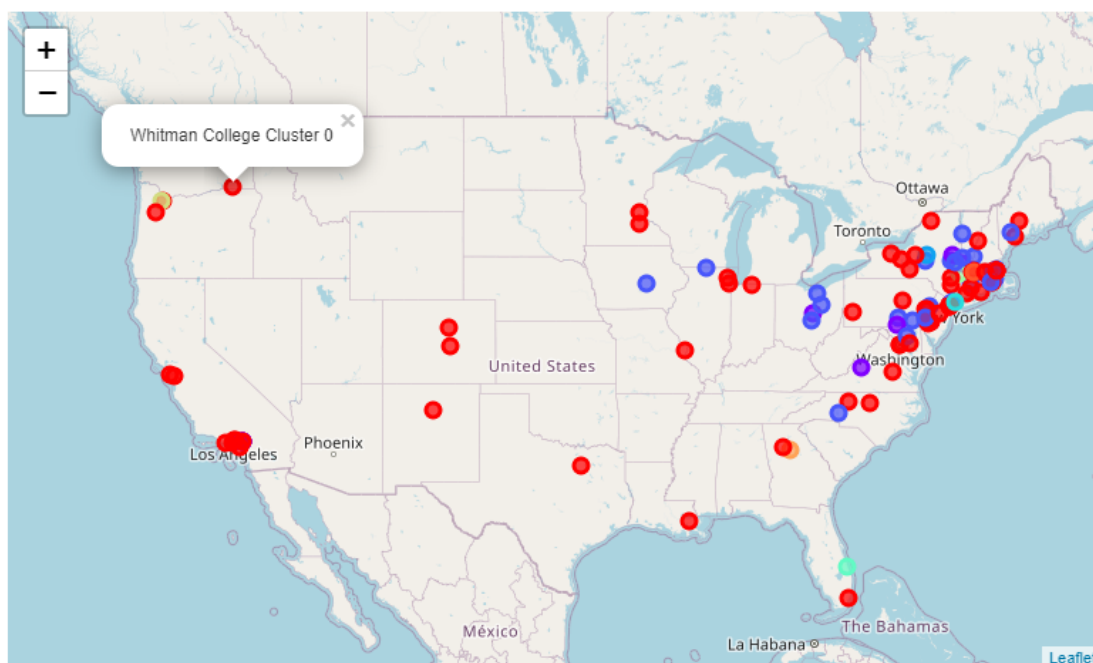 +
−
Whitman College Cluster 0
×
Ottawa
Toronto
York
United States
Washington
Phoenix
Los Angeles
México
The Bahamas
La Habana
Leaflet